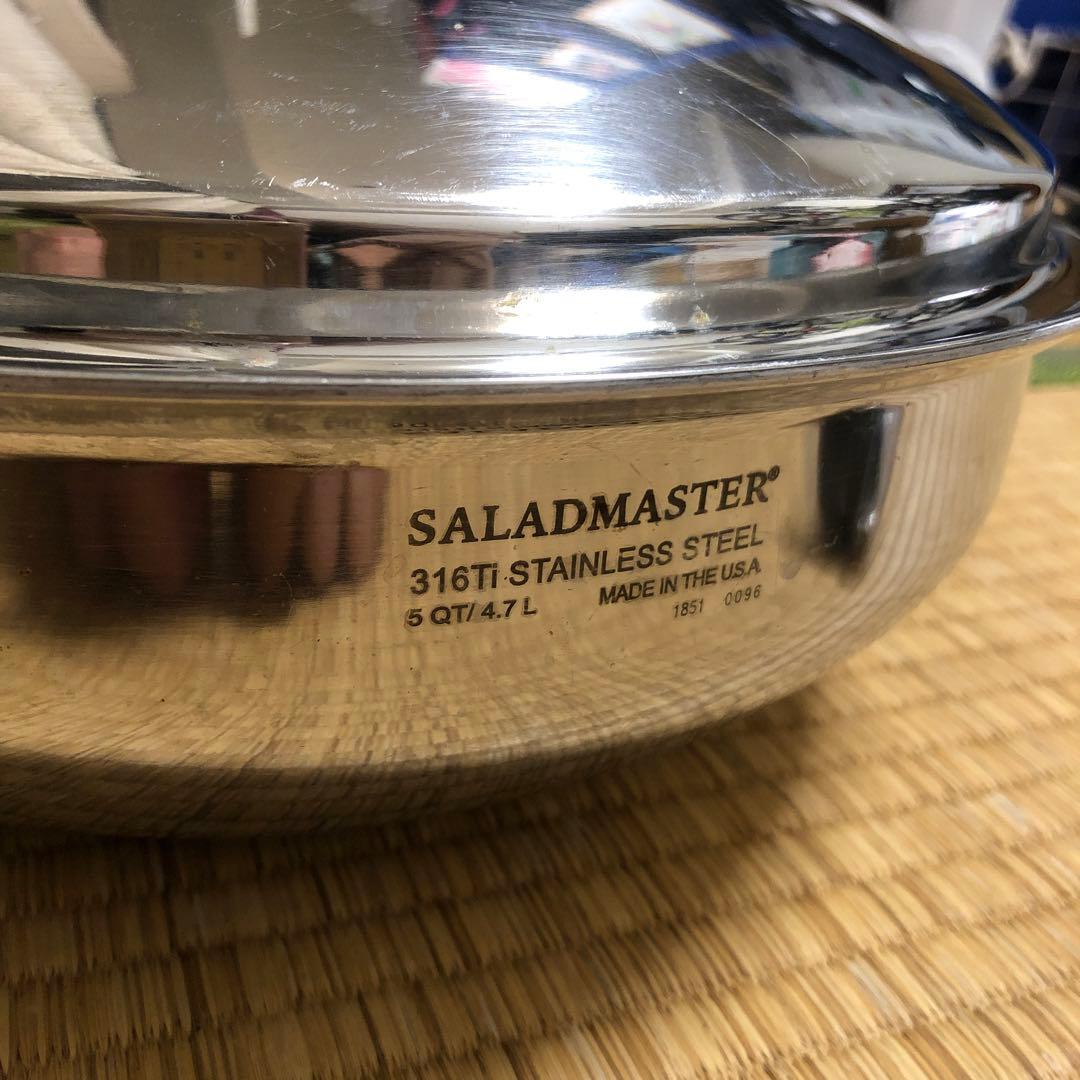 SALADMASTER®
316Ti STAINLESS STEEL
5 QT/ 4.7 L MADE IN THE U.S.A.
1851 0096